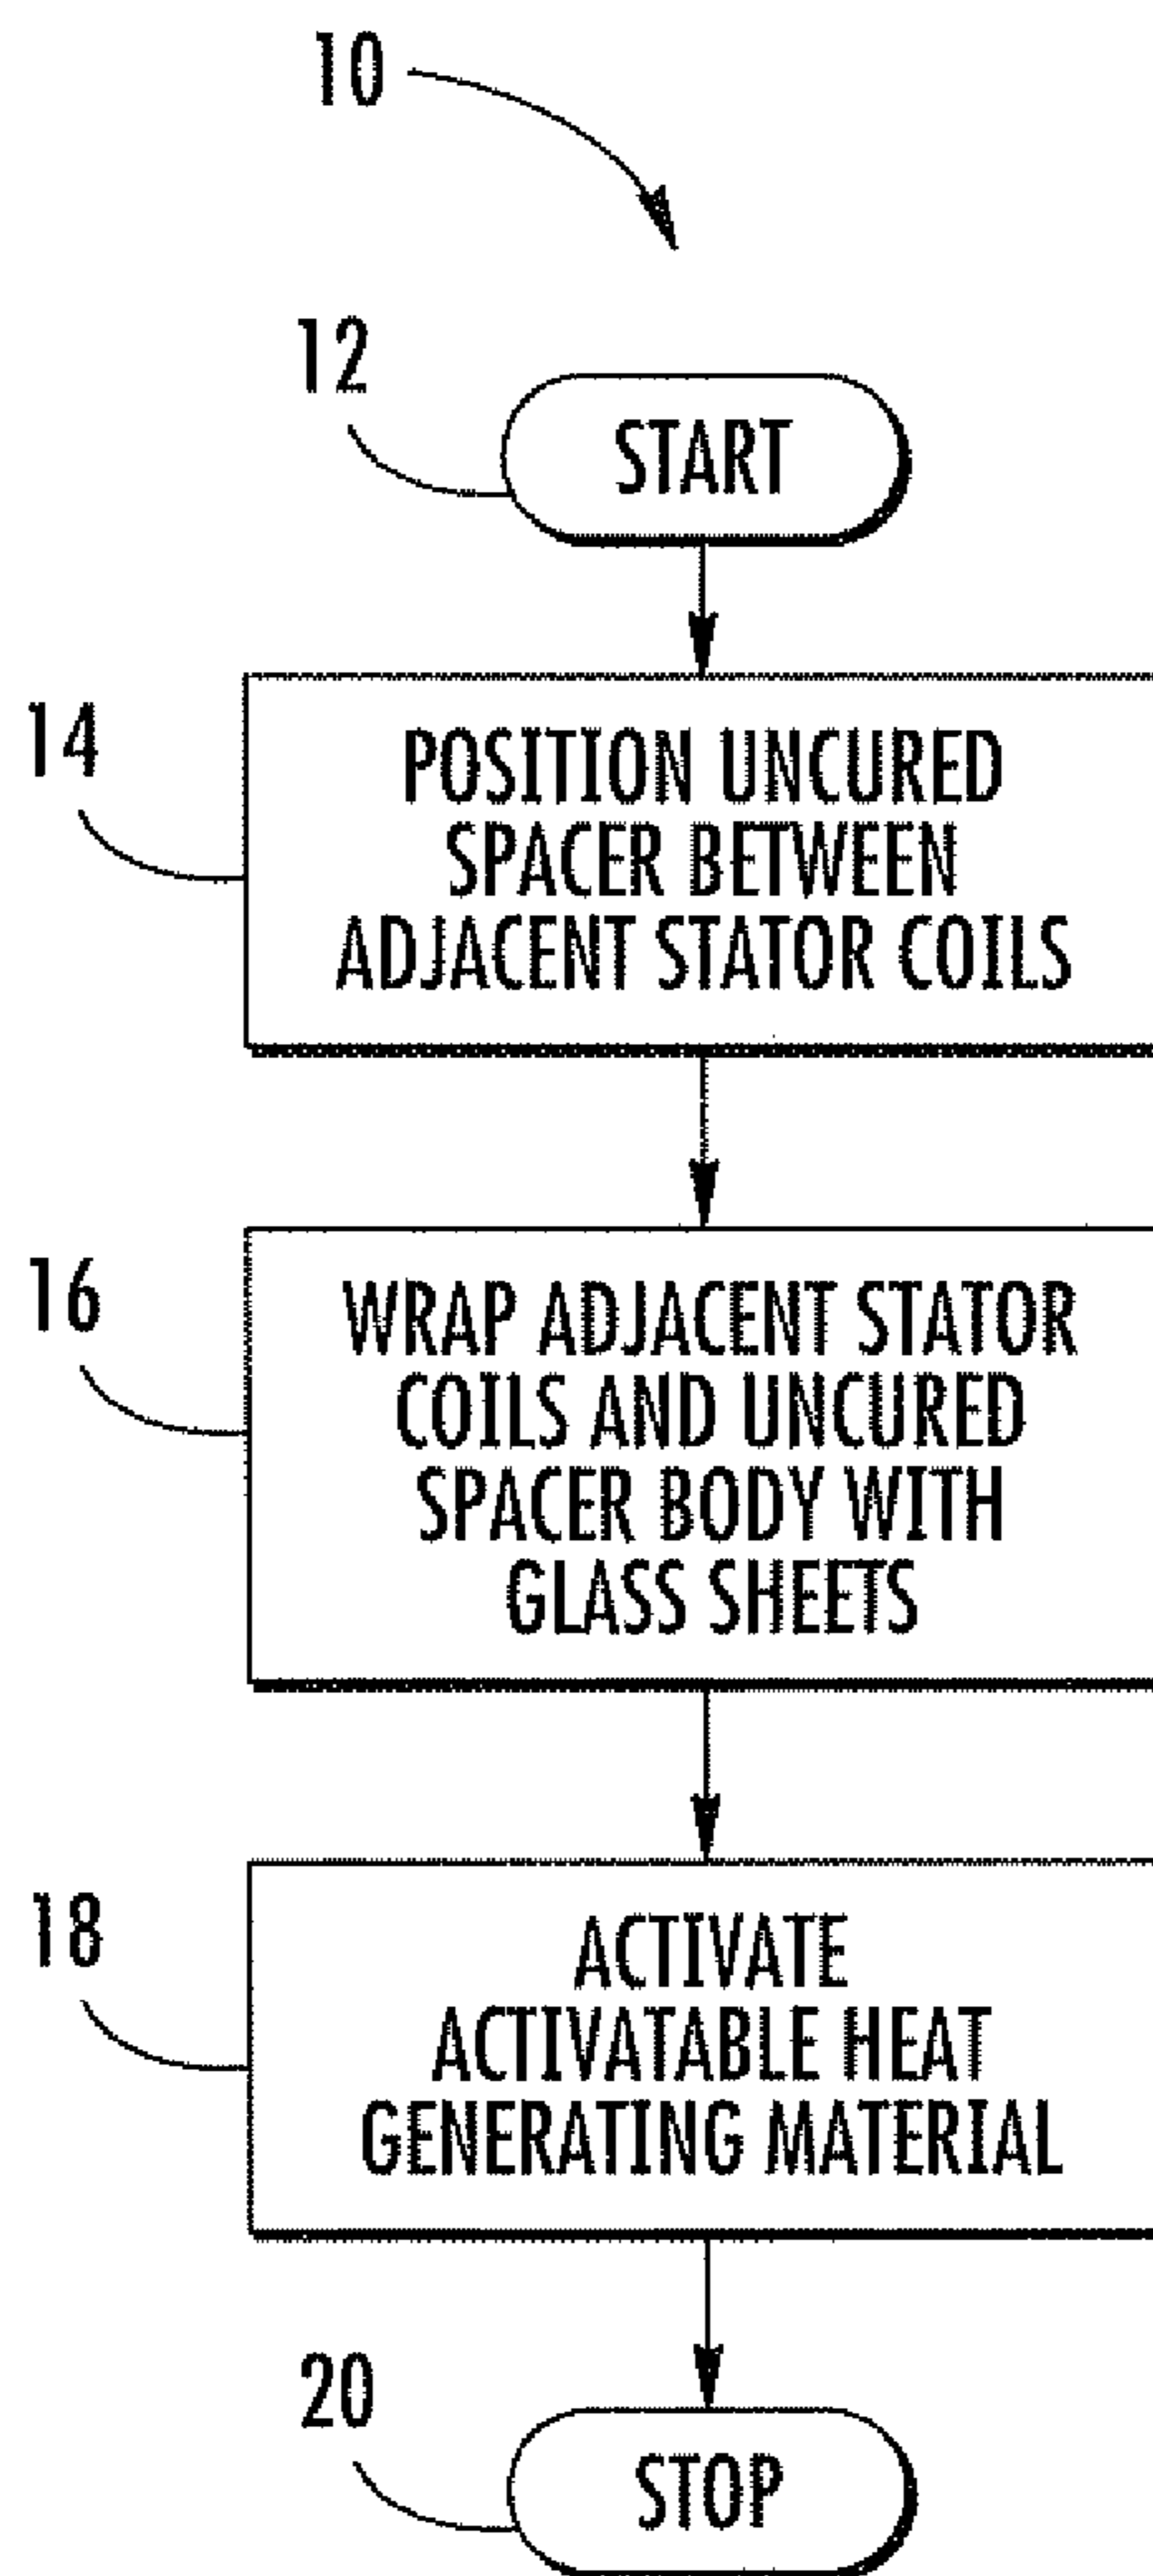 10
12
START
14
POSITION UNCURED
SPACER BETWEEN
ADJACENT STATOR COILS
16
WRAP ADJACENT STATOR
COILS AND UNCURED
SPACER BODY WITH
GLASS SHEETS
18
ACTIVATE
ACTIVATABLE HEAT
GENERATING MATERIAL
20
STOP